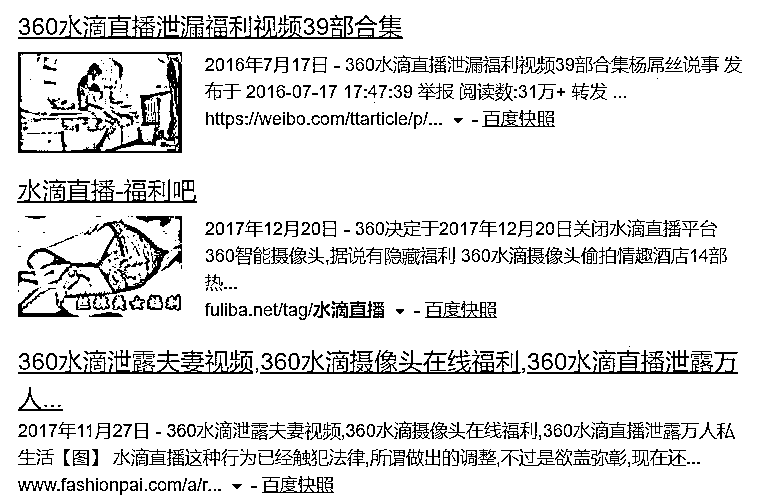 360水滴直播泄漏福利视频39部合集
2016年7月17日 - 360水滴直播泄漏福利视频39部合集杨屌丝说事 发
布于 2016-07-17 17:47:39 举报 阅读数:31万+ 转发 ...
https://weibo.com/ttarticle/p/... - 百度快照
水滴直播-福利吧
2017年12月20日 - 360决定于2017年12月20日关闭水滴直播平台
360智能摄像头,据说有隐藏福利 360水滴摄像头偷拍情趣酒店14部
热...
fuliba.net/tag/水滴直播 - 百度快照
360水滴泄露夫妻视频,360水滴摄像头在线福利,360水滴直播泄露万
人...
2017年11月27日 - 360水滴泄露夫妻视频,360水滴摄像头在线福利,360水滴直播泄露万人私
生活【图】 水滴直播这种行为已经触犯法律,所谓做出的调整,不过是欲盖弥彰,现在还...
www.fashionpai.com/a/r... - 百度快照